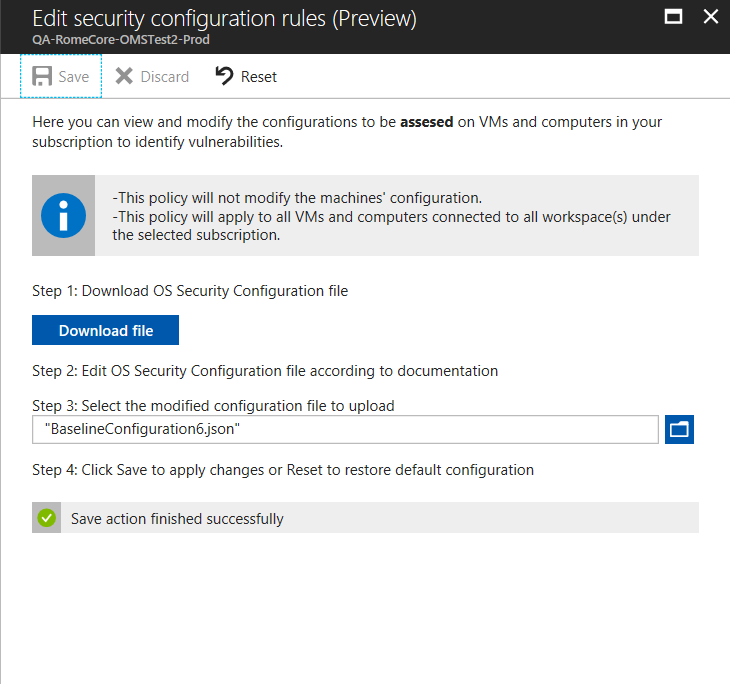 Edit security configuration rules (Preview)
QA-RomeCore-OMSTest2-Prod
Save Discard Reset
Here you can view and modify the configurations to be assesed on VMs and computers in your
subscription to identify vulnerabilities.
-This policy will not modify the machines' configuration.
-This policy will apply to all VMs and computers connected to all workspace(s) under
the selected subscription.
Step 1: Download OS Security Configuration file
Download file
Step 2: Edit OS Security Configuration file according to documentation
Step 3: Select the modified configuration file to upload
"BaselineConfiguration6.json"
Step 4: Click Save to apply changes or Reset to restore default configuration
Save action finished successfully